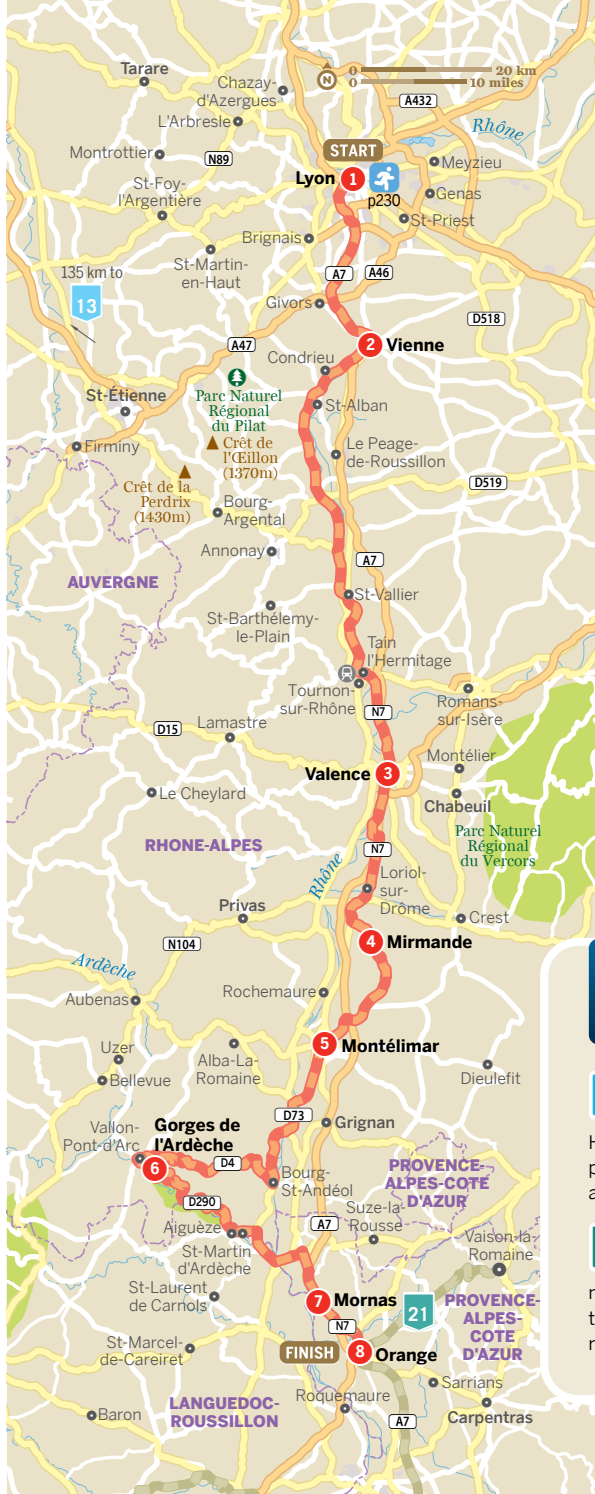 0 20 km
N
0 10 miles
Tarare
Chazay-
d'Azergues
A432
L'Arbresle
Rhône
START
Montrottier
N89
Meyzieu
Lyon 1
p230
St-Foy-
l'Argentière
Genas
St-Priest
Brignais
St-Martin-
en-Haut
135 km to
13
A7
A46
Givors
D518
2 Vienne
A47
Condrieu
Parc Naturel
Régional
du Pilat
St-Étienne
St-Alban
Crêt de
l'Œillon
(1370m)
Firminy
Le Peage-
de-Roussillon
Crêt de la
Perdrix
(1430m)
D519
Bourg-
Argental
Annonay
A7
AUVERGNE
St-Vallier
St-Barthélemy-
le-Plain
Tain
l'Hermitage
Tournon-
sur-Rhône
Romans-
sur-Isère
N7
Lamastre
D15
Montélier
Valence 3
Le Cheylard
Chabeuil
Parc Naturel
Régional
du Vercors
RHONE-ALPES
N7
Rhône
Loriol-
sur-
Drôme
Privas
Crest
4 Mirmande
N104
Ardèche
Aubenas
Rochemaure
Uzer
5 Montélimar
Alba-La-
Romaine
Bellevue
Dieulefit
D73
Grignan
Vallon-
Pont-d'Arc
Gorges de
l'Ardèche
6
D4
PROVENCE-
ALPES-COTE
D'AZUR
Bourg-
St-Andéol
D290
Suze-la-
Rousse
Aiguèze
A7
Vaison-la-
Romaine
St-Martin
d'Ardèche
St-Laurent
de Carnols
7 Mornas
21
PROVENCE-
ALPES-
COTE
D'AZUR
N7
St-Marcel-
de-Careiret
FINISH
8 Orange
Sarrians
LANGUEDOC-
ROUSSILLON
Roquemaure
Baron
A7
Carpentras
H
p
a
n
t
n